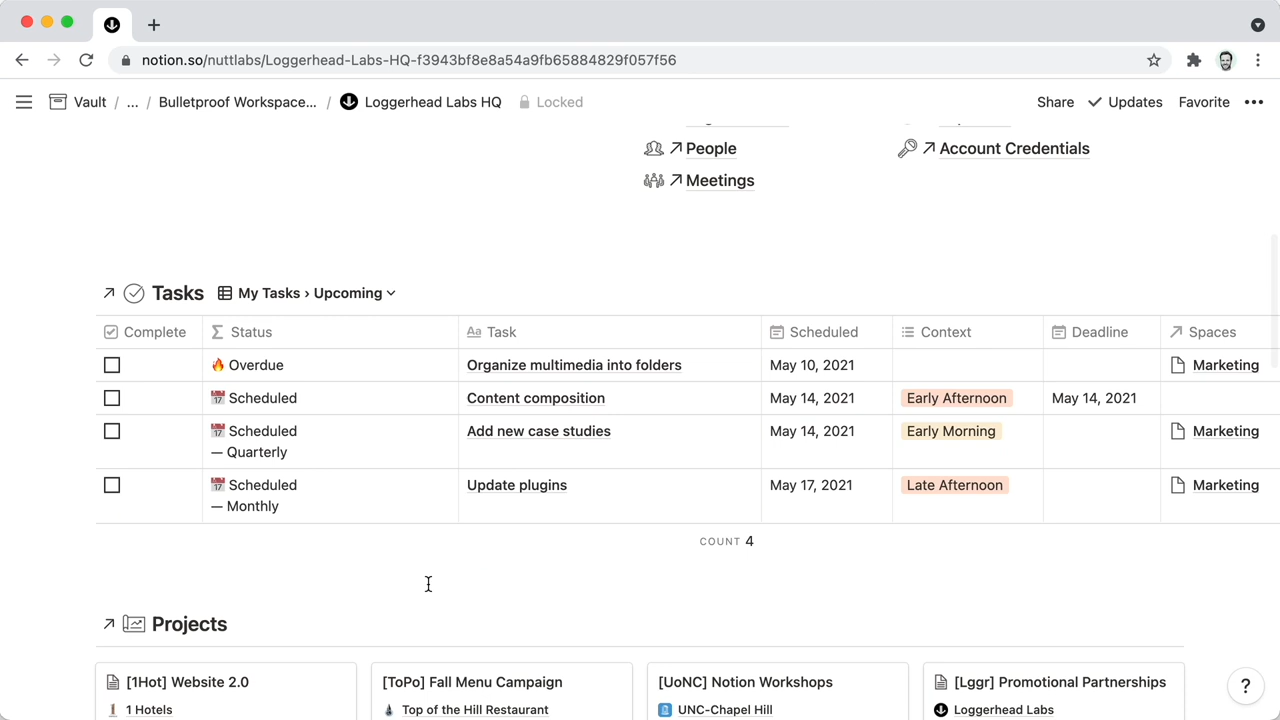 notion.so/nuttlabs/Loggerhead-Labs-HQ-f3943bf8e8a54a9fb65884829f057f56
Vault / ... / Bulletproof Workspace... / Loggerhead Labs HQ Locked Share Updates Favorite
People Account Credentials
Meetings
Tasks My Tasks › Upcoming
Complete Status Aa Task Scheduled Context Deadline Spaces
Overdue Organize multimedia into folders May 10, 2021 Marketing
Scheduled Content composition May 14, 2021 Early Afternoon May 14, 2021
Scheduled Add new case studies May 14, 2021 Early Morning Marketing
— Quarterly
Scheduled Update plugins May 17, 2021 Late Afternoon Marketing
— Monthly
COUNT 4
Projects
[1Hot] Website 2.0 [ToPo] Fall Menu Campaign [UoNC] Notion Workshops [Lggr] Promotional Partnerships
1 Hotels Top of the Hill Restaurant UNC-Chapel Hill Loggerhead Labs
?